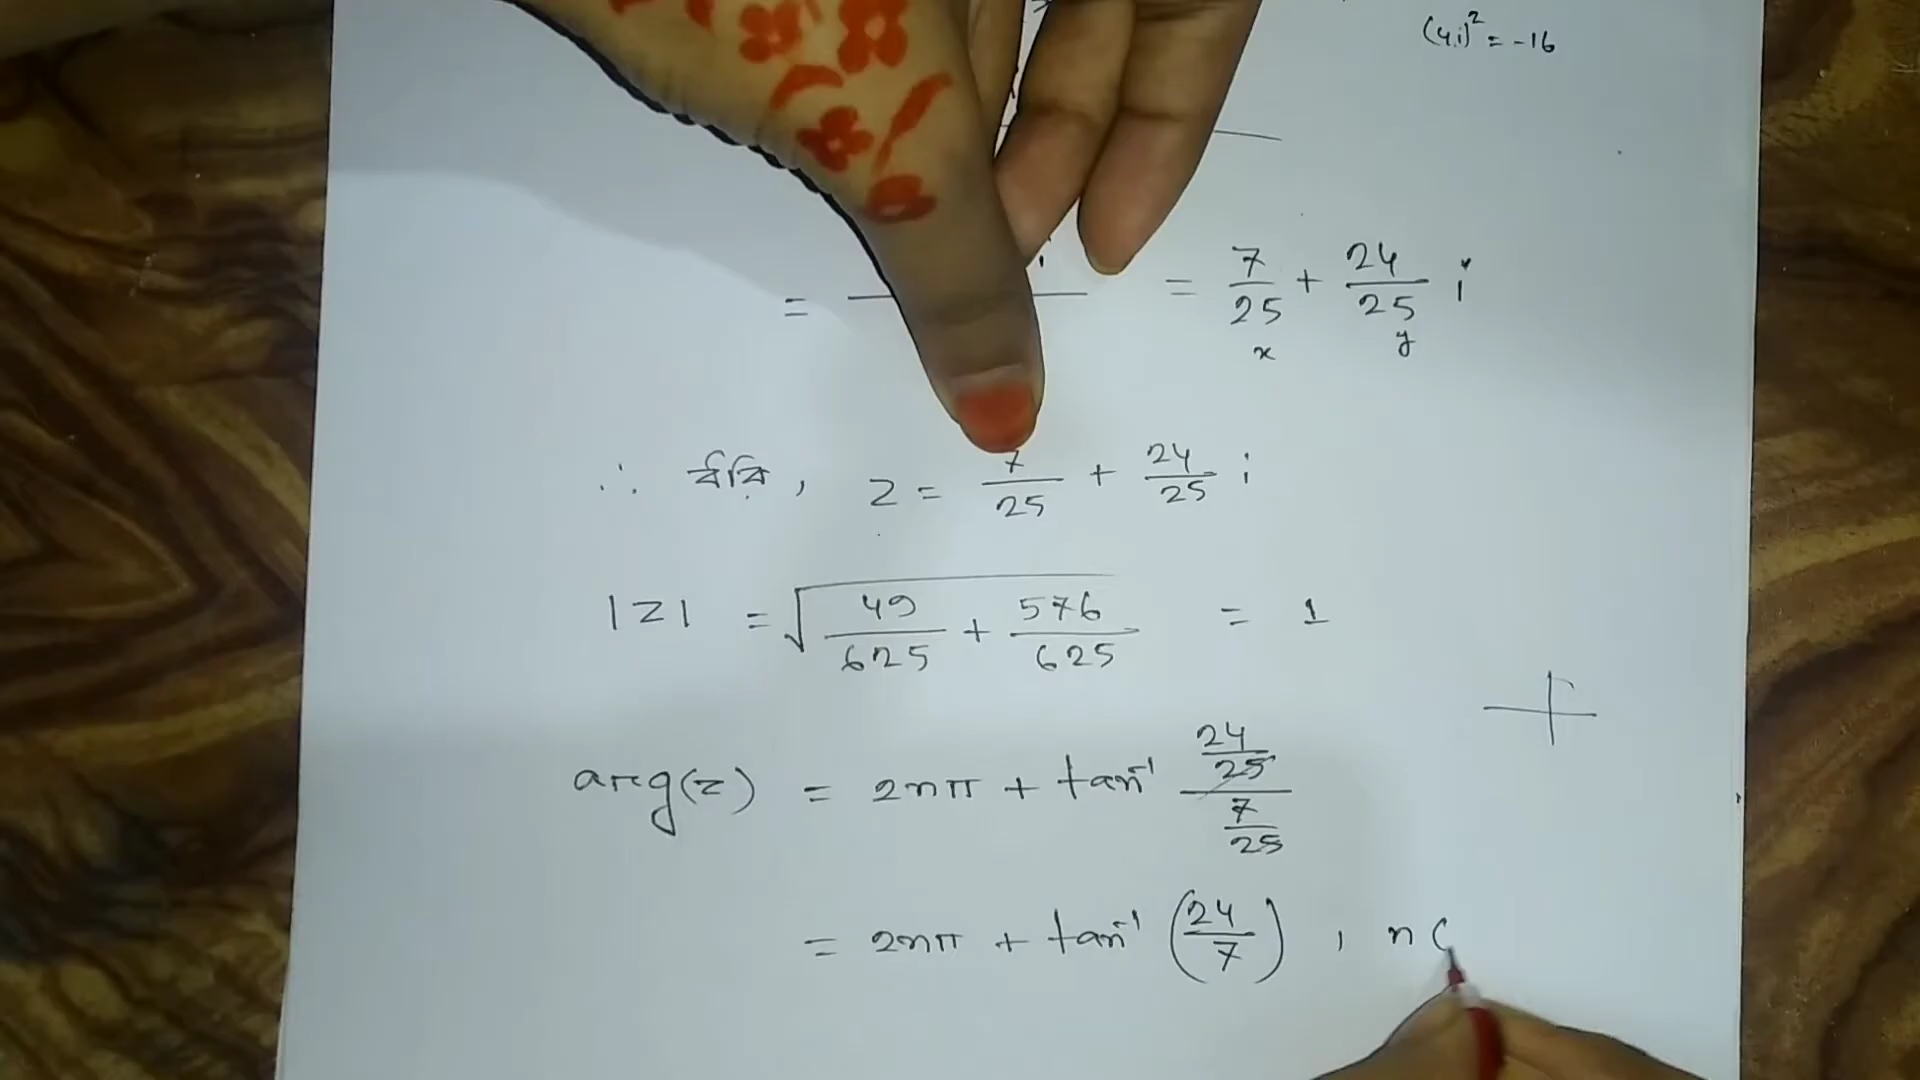 (4i)² = -16
= = 7/25 + 24/25 i
x y
∴ ধরি, z = 7/25 + 24/25 i
|z| = √(49/625 + 576/625) = 1
arg(z) = 2nπ + tan⁻¹ (24/25)/(7/25)
= 2nπ + tan⁻¹ (24/7) , n (